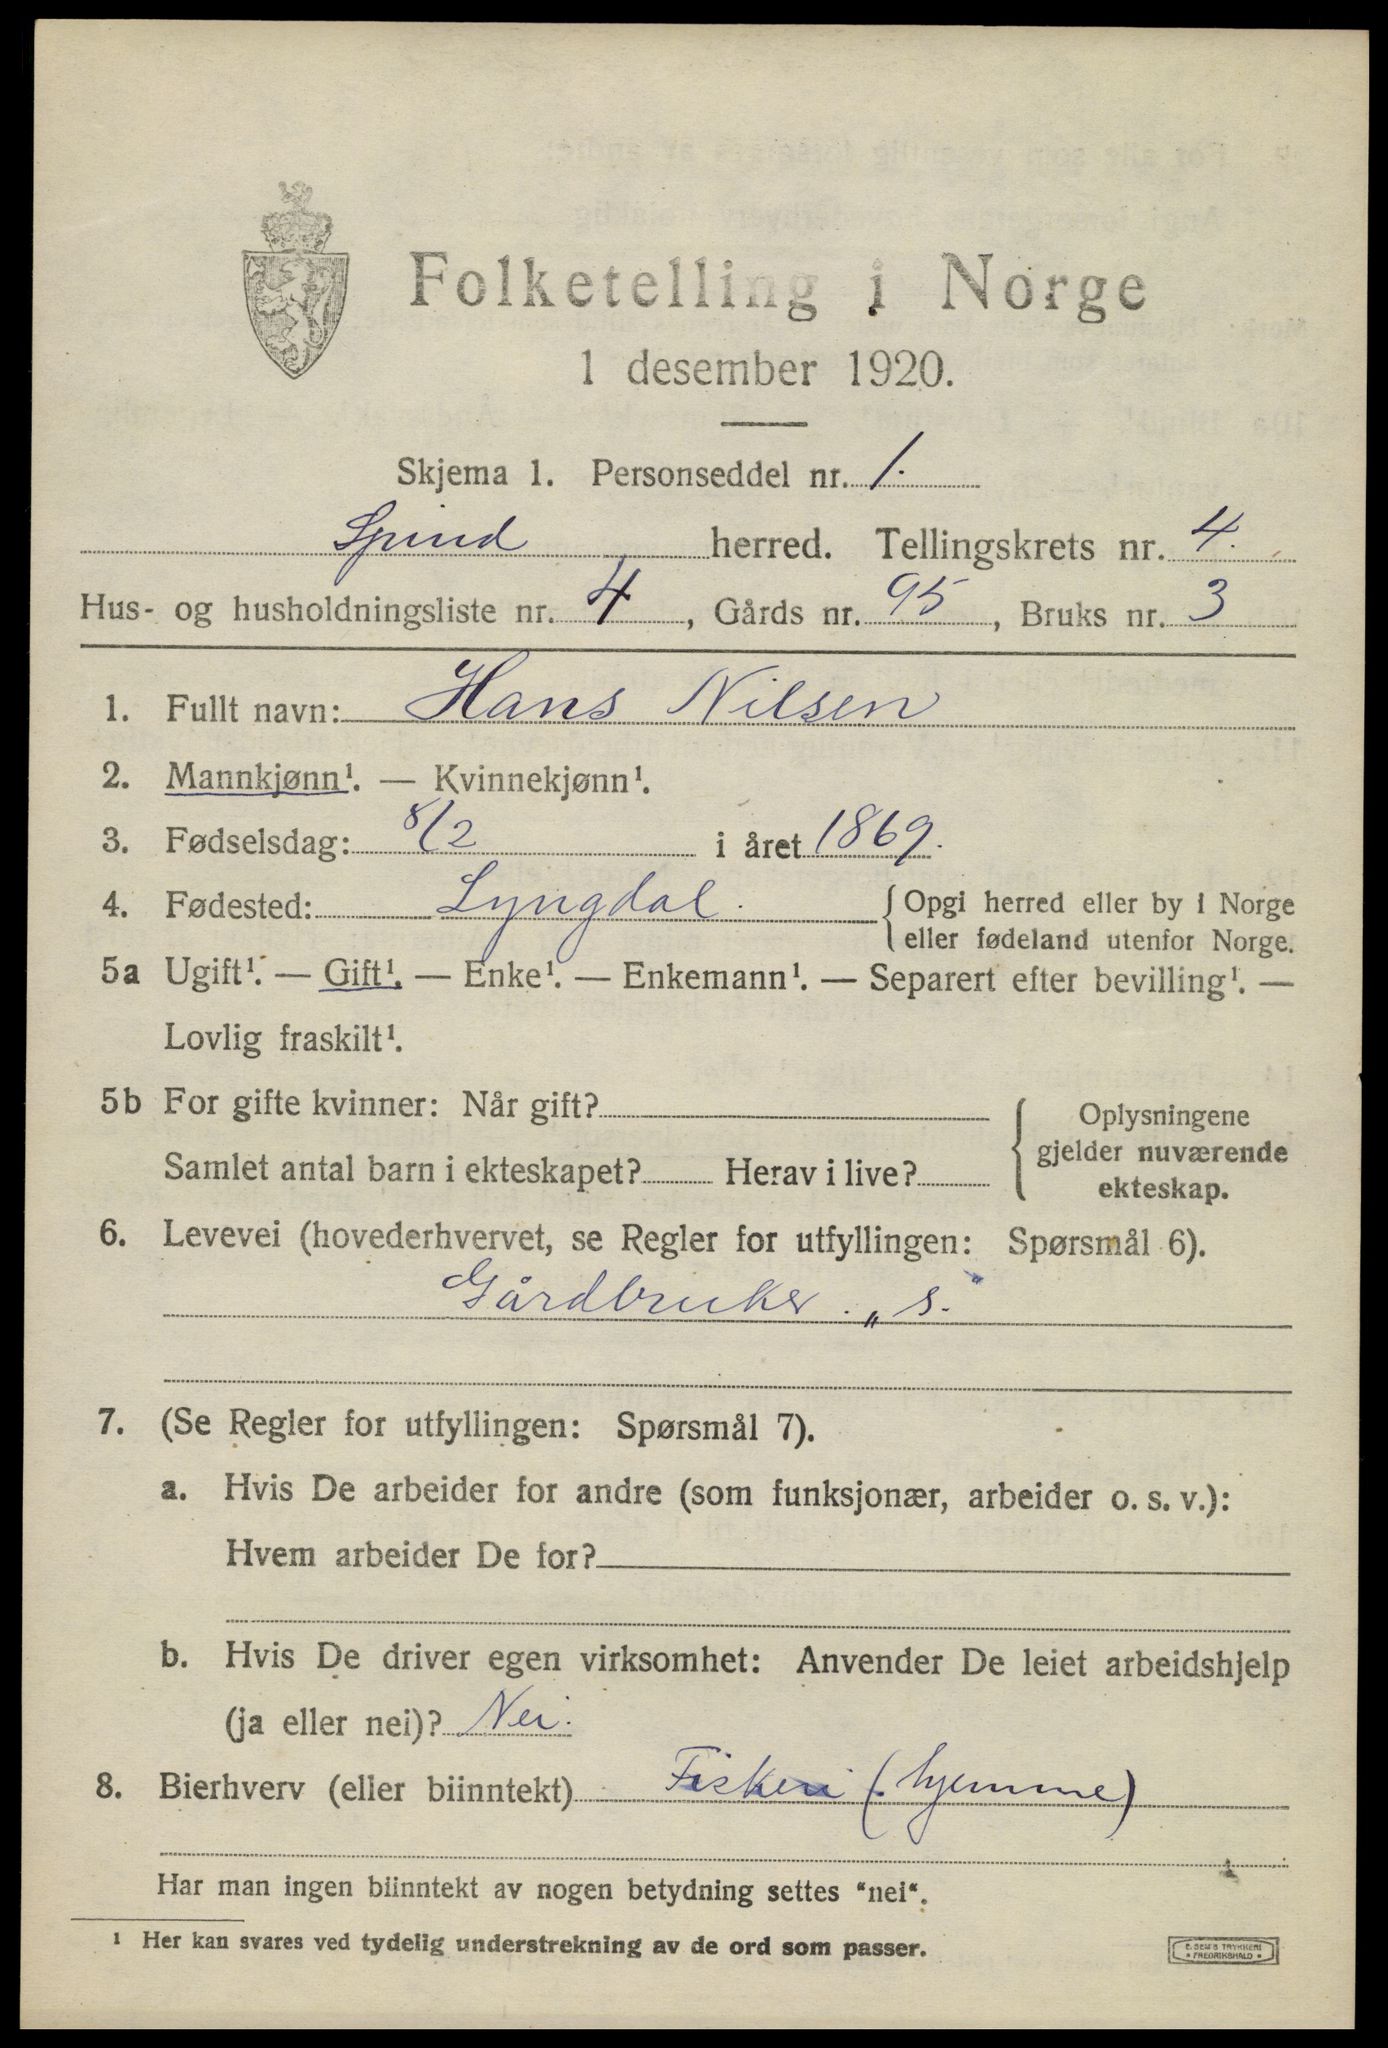 Folketelling i Norge
1 desember 1920.
Skjema 1. Personseddel nr. 1.
Spind herred. Tellingskrets nr. 4.
Hus- og husholdningsliste nr. 4, Gårds nr. 95, Bruks nr. 3
1. Fullt navn: Hans Nilsen
2. Mannkjønn¹. — Kvinnekjønn¹.
3. Fødselsdag: 8/2 i året 1869.
4. Fødested: Lyngdal. { Opgi herred eller by i Norge
eller fødeland utenfor Norge.
5a Ugift¹. — Gift¹. — Enke¹. — Enkemann¹. — Separert efter bevilling¹. —
Lovlig fraskilt¹.
5b For gifte kvinner: Når gift?
Samlet antal barn i ekteskapet? Herav i live?
{ Oplysningene
gjelder nuværende
ekteskap.
6. Levevei (hovederhvervet, se Regler for utfyllingen: Spørsmål 6).
Gårdbruker. „s.“
7. (Se Regler for utfyllingen: Spørsmål 7).
a. Hvis De arbeider for andre (som funksjonær, arbeider o. s. v.):
Hvem arbeider De for?
b. Hvis De driver egen virksomhet: Anvender De leiet arbeidshjelp
(ja eller nei)? Nei.
8. Bierhverv (eller biinntekt) Fiskeri (hjemme)
Har man ingen biinntekt av nogen betydning settes "nei".
¹ Her kan svares ved tydelig understrekning av de ord som passer.
E. SEM'S TRYKKERI
* FREDRIKSHALD *